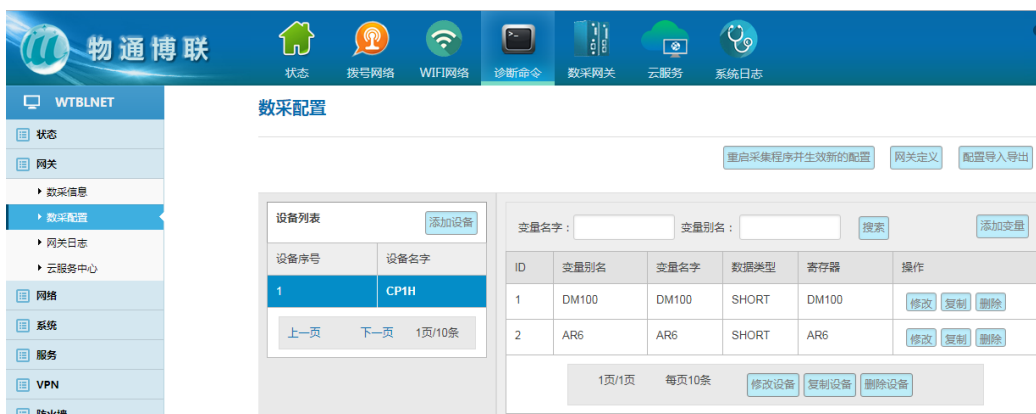 物通博联
状态
拨号网络
WIFI网络
诊断命令
数采网关
云服务
系统日志
WTBLNET
状态
网关
数采信息
数采配置
网关日志
云服务中心
网络
系统
服务
VPN
防火墙
数采配置
重启采集程序并生效新的配置 网关定义 配置导入导出
设备列表 添加设备
设备序号 设备名字
1 CP1H
上一页 下一页 1页/10条
变量名字： 变量别名： 搜索 添加变量
ID 变量别名 变量名字 数据类型 寄存器 操作
1 DM100 DM100 SHORT DM100 修改 复制 删除
2 AR6 AR6 SHORT AR6 修改 复制 删除
1页/1页 每页10条 修改设备 复制设备 删除设备